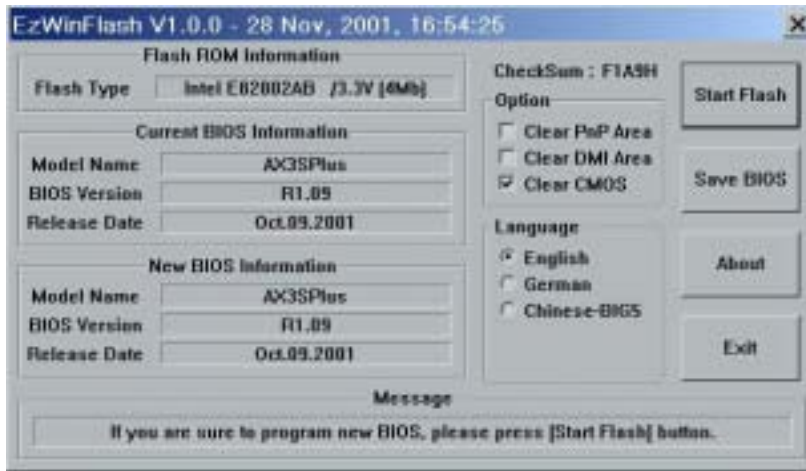 EzWinFlash V1.0.0 - 28 Nov, 2001, 16:54:25
Flash ROM Information
Flash Type Intel E82802AB /3.3V [4Mb]
Current BIOS Information
Model Name AX3SPlus
BIOS Version R1.09
Release Date Oct.09.2001
New BIOS Information
Model Name AX3SPlus
BIOS Version R1.09
Release Date Oct.09.2001
CheckSum : F1A9H
Option
Clear PnP Area
Clear DMI Area
Clear CMOS
Language
English
German
Chinese-BIG5
Start Flash
Save BIOS
About
Exit
Message
If you are sure to program new BIOS, please press [Start Flash] button.